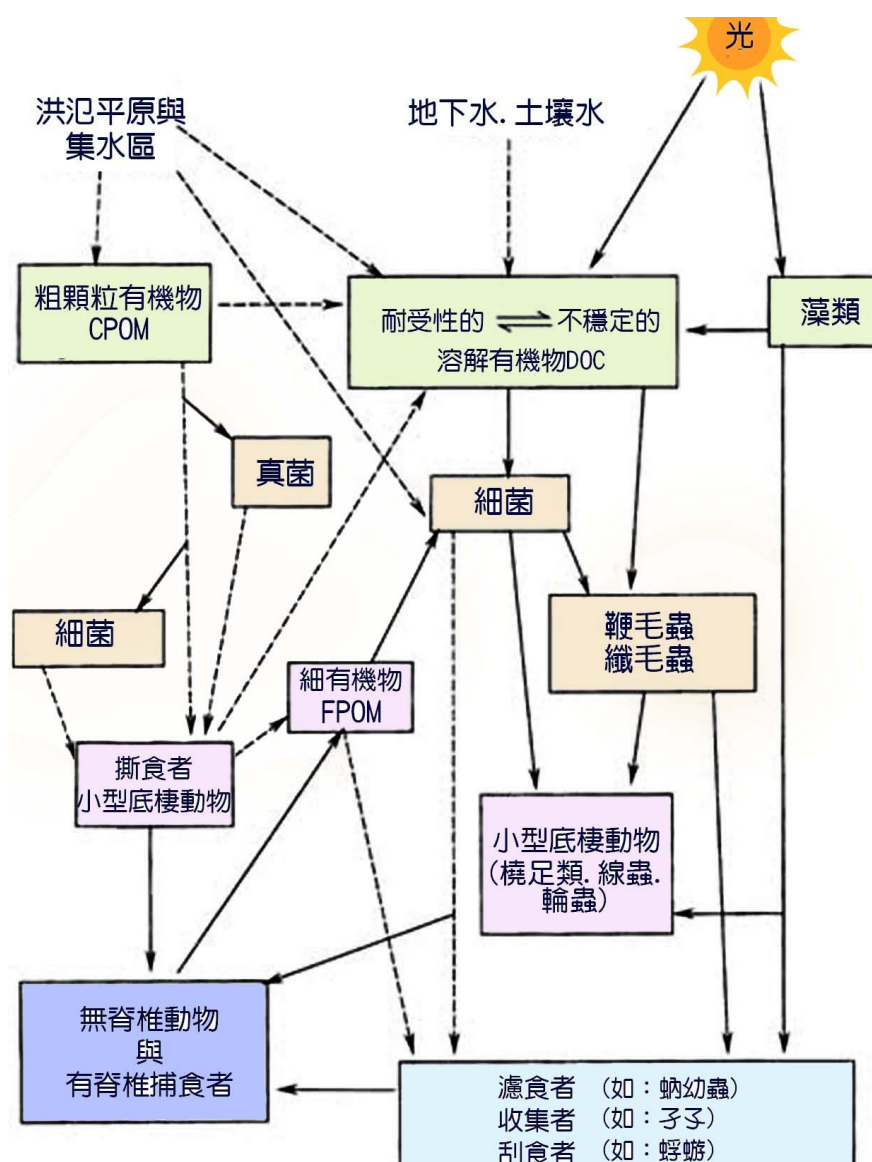 光
洪氾平原與
集水區
地下水.土壤水
粗顆粒有機物
CPOM
耐受性的 ⇌ 不穩定的
溶解有機物DOC
藻類
真菌
細菌
細菌
鞭毛蟲
纖毛蟲
細有機物
FPOM
撕食者
小型底棲動物
小型底棲動物
(橈足類.線蟲.
輪蟲)
無脊椎動物
與
有脊椎捕食者
濾食者 (如：蚋幼蟲)
收集者 (如：孑孓)
刮食者 (如：蜉蝣)